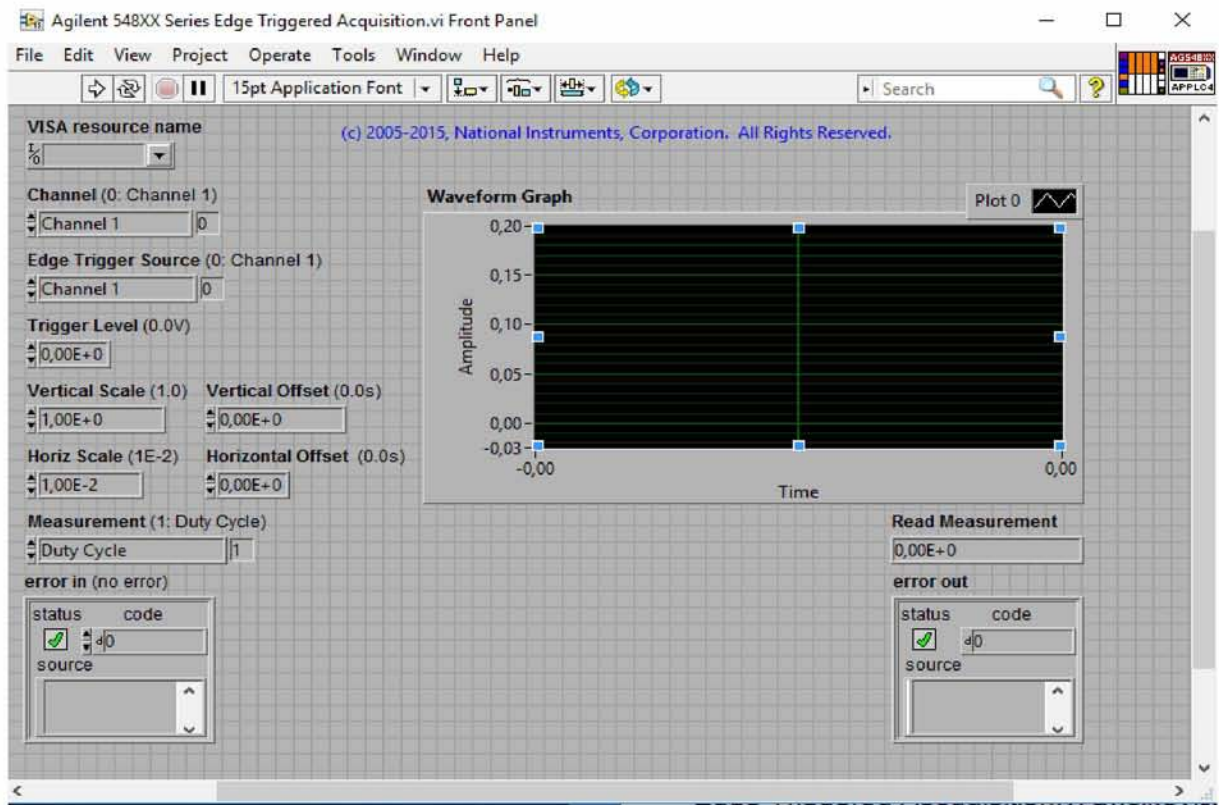 Agilent 548XX Series Edge Triggered Acquisition.vi Front Panel
File Edit View Project Operate Tools Window Help
15pt Application Font
Search
AG548XX
APPLC4
VISA resource name
(c) 2005-2015, National Instruments, Corporation. All Rights Reserved.
Channel (0: Channel 1)
Channel 1 0
Edge Trigger Source (0: Channel 1)
Channel 1 0
Trigger Level (0.0V)
0,00E+0
Vertical Scale (1.0) Vertical Offset (0.0s)
1,00E+0 0,00E+0
Horiz Scale (1E-2) Horizontal Offset (0.0s)
1,00E-2 0,00E+0
Measurement (1: Duty Cycle)
Duty Cycle 1
error in (no error)
status code
d 0
source
Waveform Graph
Plot 0
0,20
0,15
0,10
0,05
0,00
-0,03
Amplitude
-0,00 0,00
Time
Read Measurement
0,00E+0
error out
status code
d 0
source